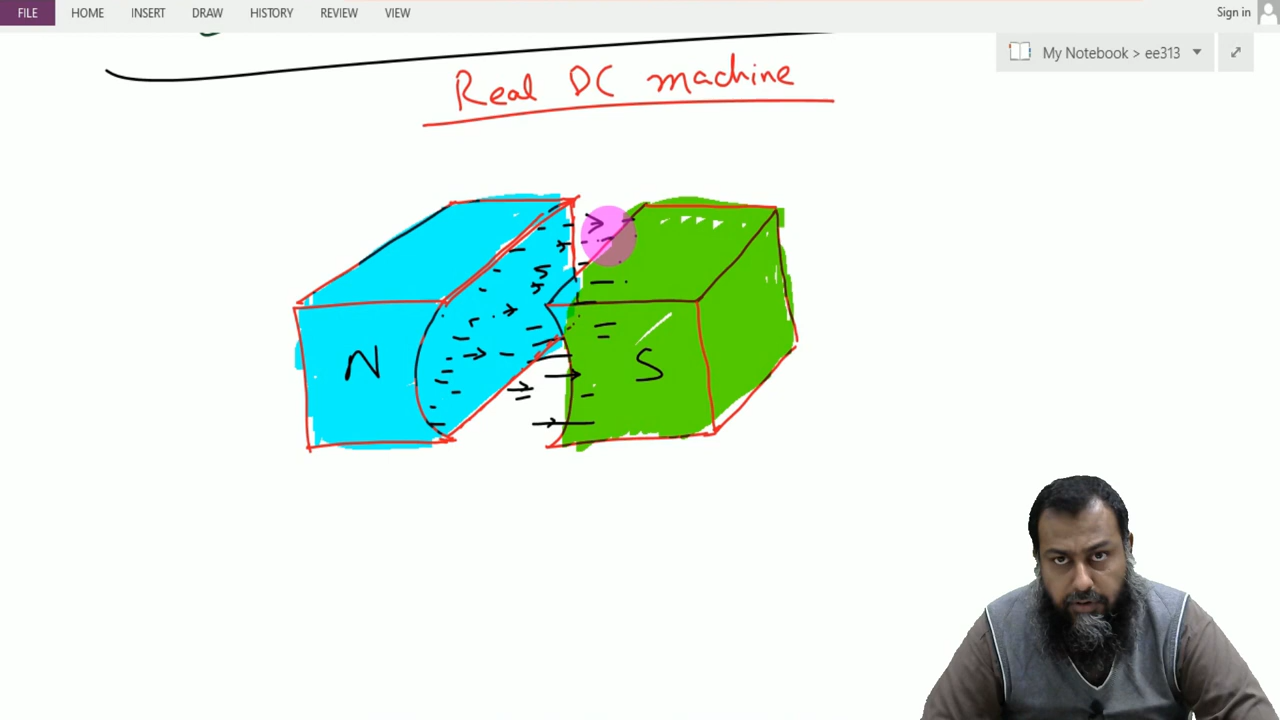 FILE HOME INSERT DRAW HISTORY REVIEW VIEW Sign in
My Notebook > ee313
Real DC machine
N S